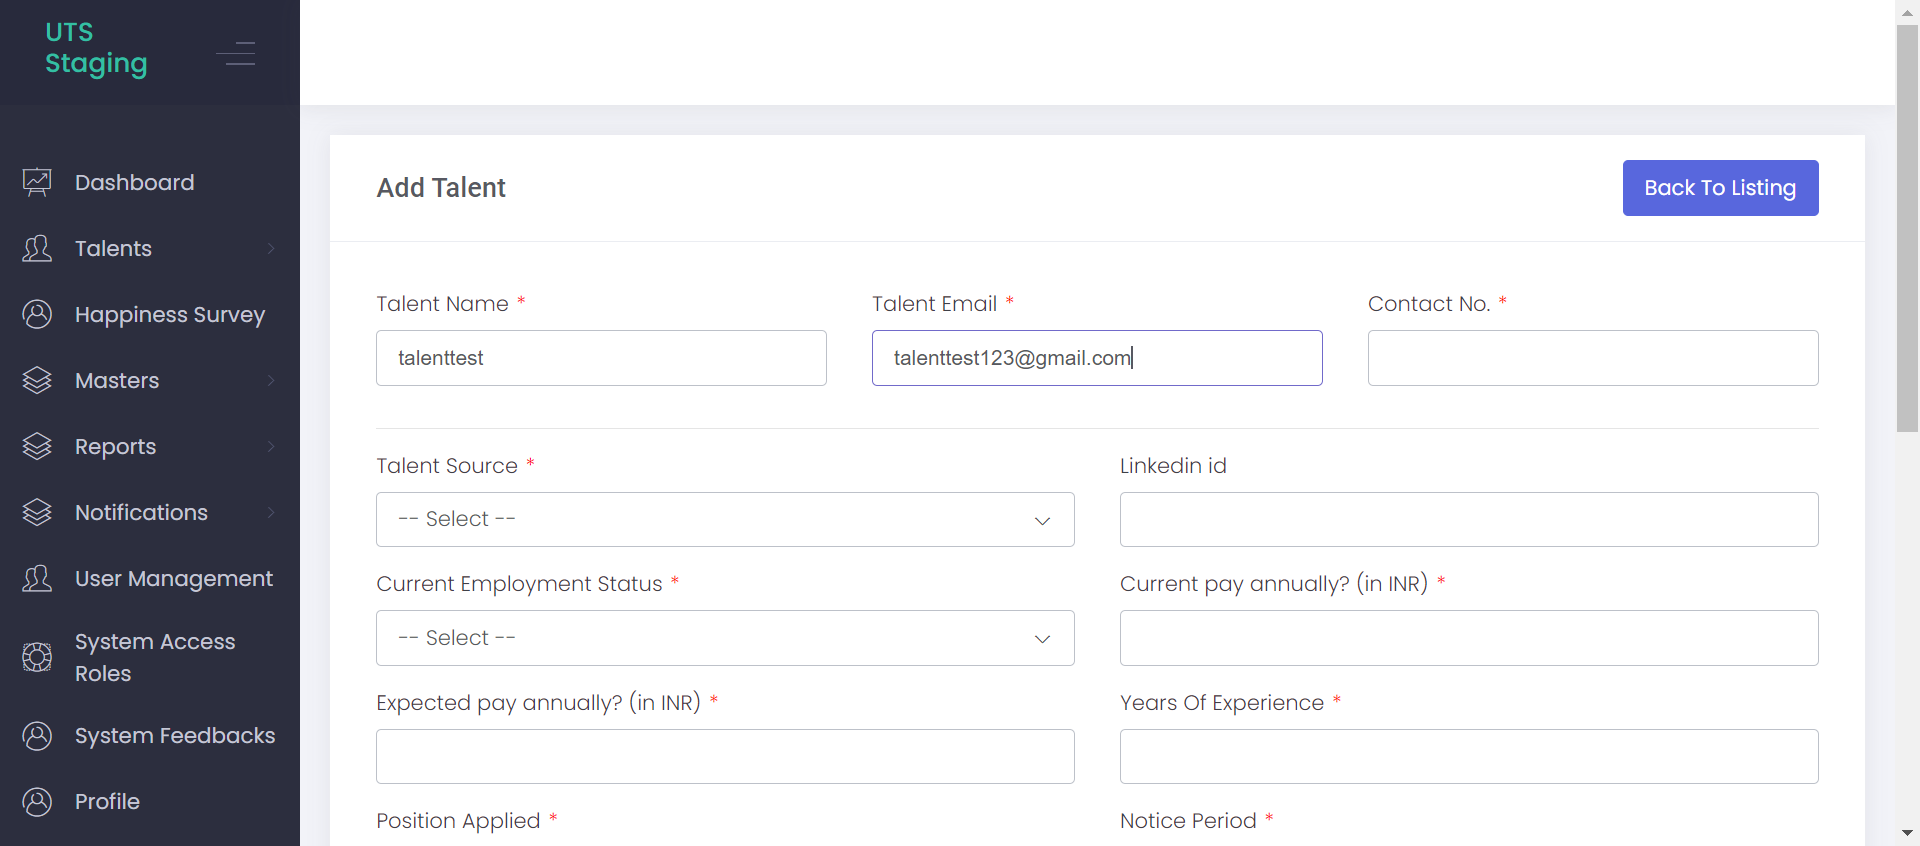 UTS
Staging
Dashboard
Talents
Happiness Survey
Masters
Reports
Notifications
User Management
System Access
Roles
System Feedbacks
Profile
Add Talent
Back To Listing
Talent Name *
Talent Email *
Contact No. *
talenttest
talenttest123@gmail.com
Talent Source *
Linkedin id
-- Select --
Current Employment Status *
Current pay annually? (in INR) *
-- Select --
Expected pay annually? (in INR) *
Years Of Experience *
Position Applied *
Notice Period *